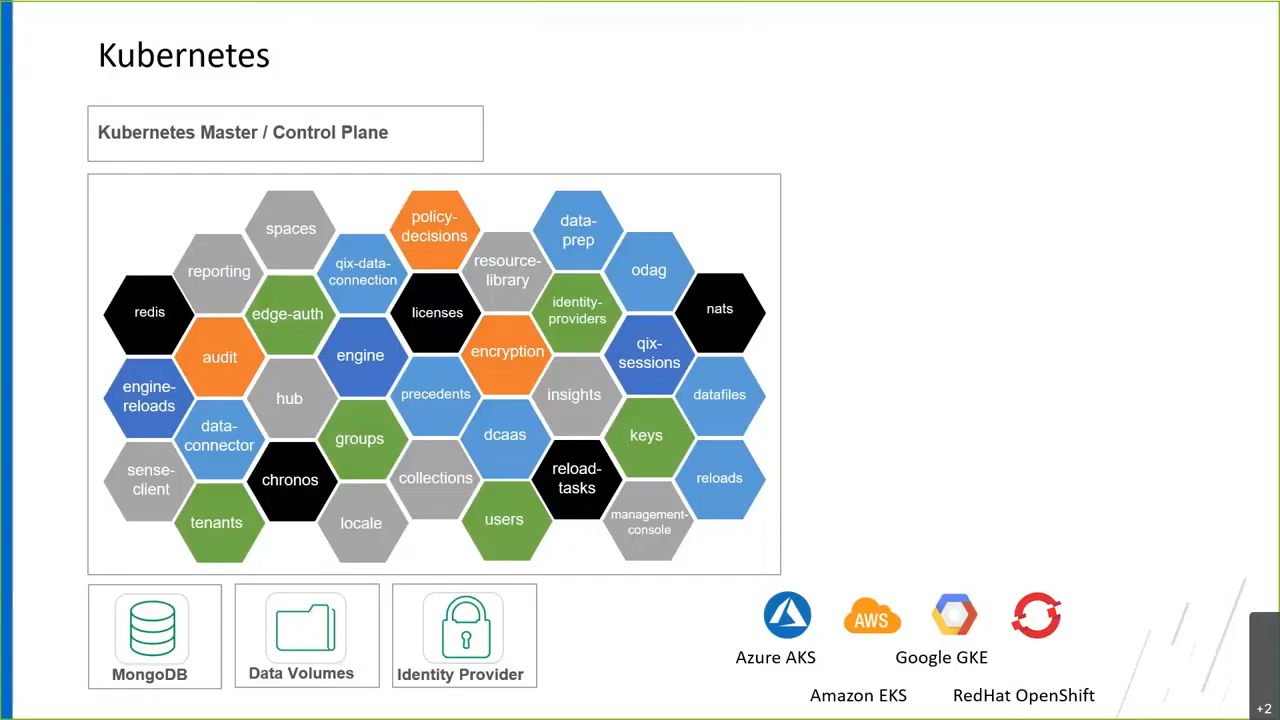 Kubernetes
Kubernetes Master / Control Plane
spaces
policy-
decisions
data-
prep
reporting
qix-data-
connection
resource-
library
odag
redis
edge-auth
licenses
identity-
providers
nats
audit
engine
encryption
qix-
sessions
engine-
reloads
hub
precedents
insights
datafiles
data-
connector
groups
dcaas
keys
sense-
client
chronos
collections
reload-
tasks
reloads
tenants
locale
users
management-
console
MongoDB
Data Volumes
Identity Provider
AWS
Azure AKS
Google GKE
Amazon EKS
RedHat OpenShift
+2